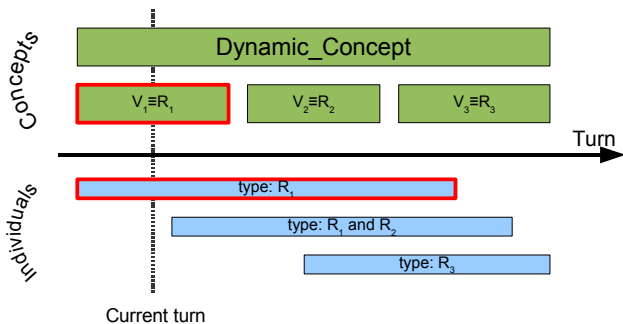 Concepts
Dynamic_Concept
V₁≡R₁
V₂≡R₂
V₃≡R₃
Turn
Individuals
type: R₁
type: R₁ and R₂
type: R₃
Current turn